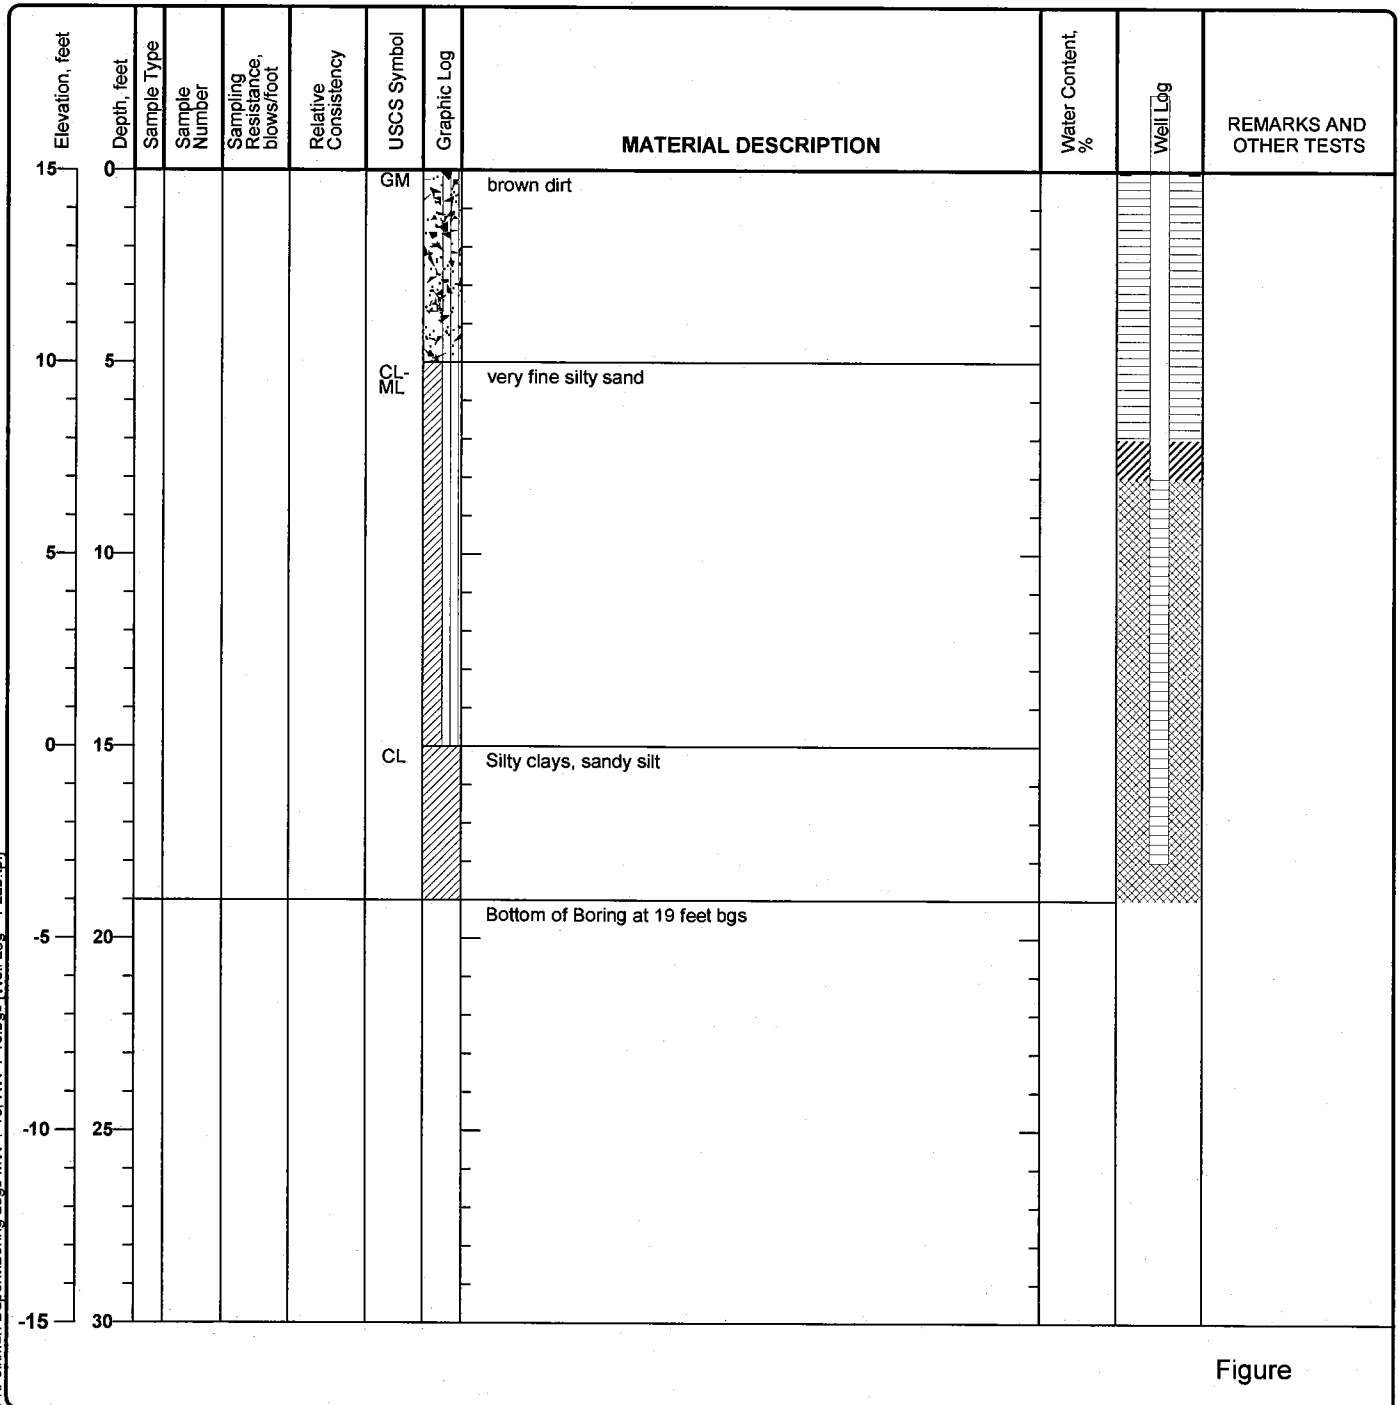 Elevation, feet
Depth, feet
Sample Type
Sample
Number
Sampling
Resistance,
blows/foot
Relative
Consistency
USCS Symbol
Graphic Log
MATERIAL DESCRIPTION
Water Content,
%
Well Log
REMARKS AND
OTHER TESTS
15 0
GM brown dirt
10 5
CL-
ML
very fine silty sand
5 10
0 15
CL Silty clays, sandy silt
Bottom of Boring at 19 feet bgs
-5 20
-10 25
-15 30
Figure